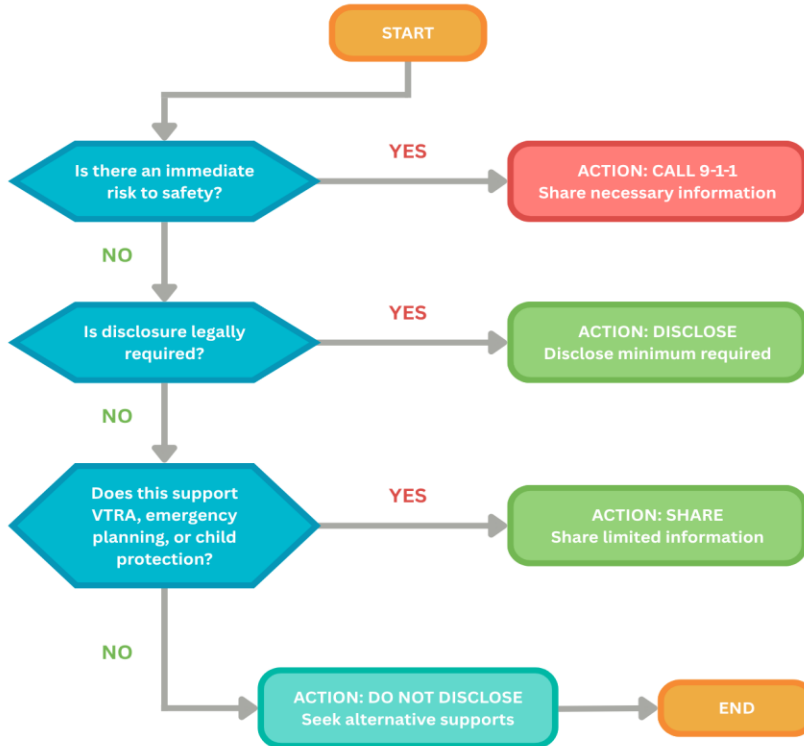 START
Is there an immediate
risk to safety?
YES
ACTION: CALL 9-1-1
Share necessary information
NO
Is disclosure legally
required?
YES
ACTION: DISCLOSE
Disclose minimum required
NO
Does this support
VTRA, emergency
planning, or child
protection?
YES
ACTION: SHARE
Share limited information
NO
ACTION: DO NOT DISCLOSE
Seek alternative supports
END